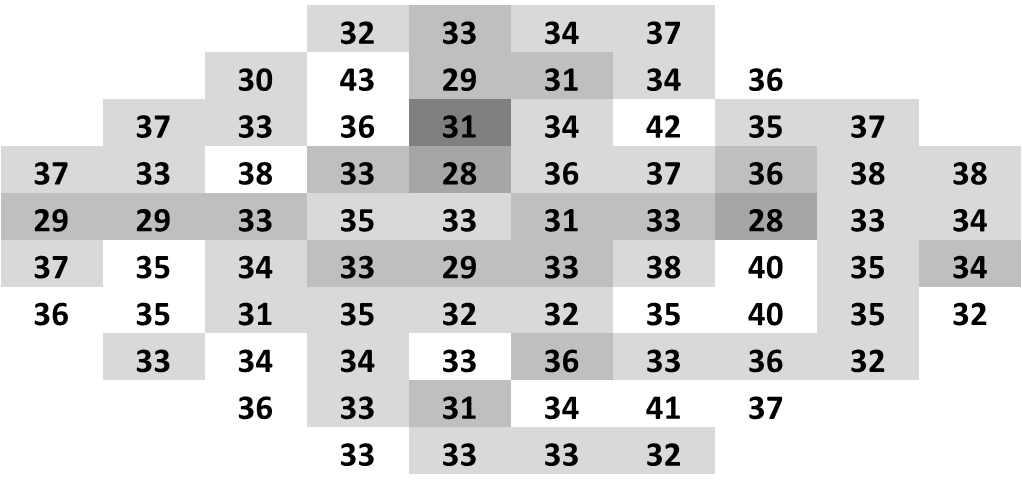 32 33 34 37
30 43 29 31 34 36
37 33 36 31 34 42 35 37
37 33 38 33 28 36 37 36 38 38
29 29 33 35 33 31 33 28 33 34
37 35 34 33 29 33 38 40 35 34
36 35 31 35 32 32 35 40 35 32
33 34 34 33 36 33 36 32
36 33 31 34 41 37
33 33 33 32